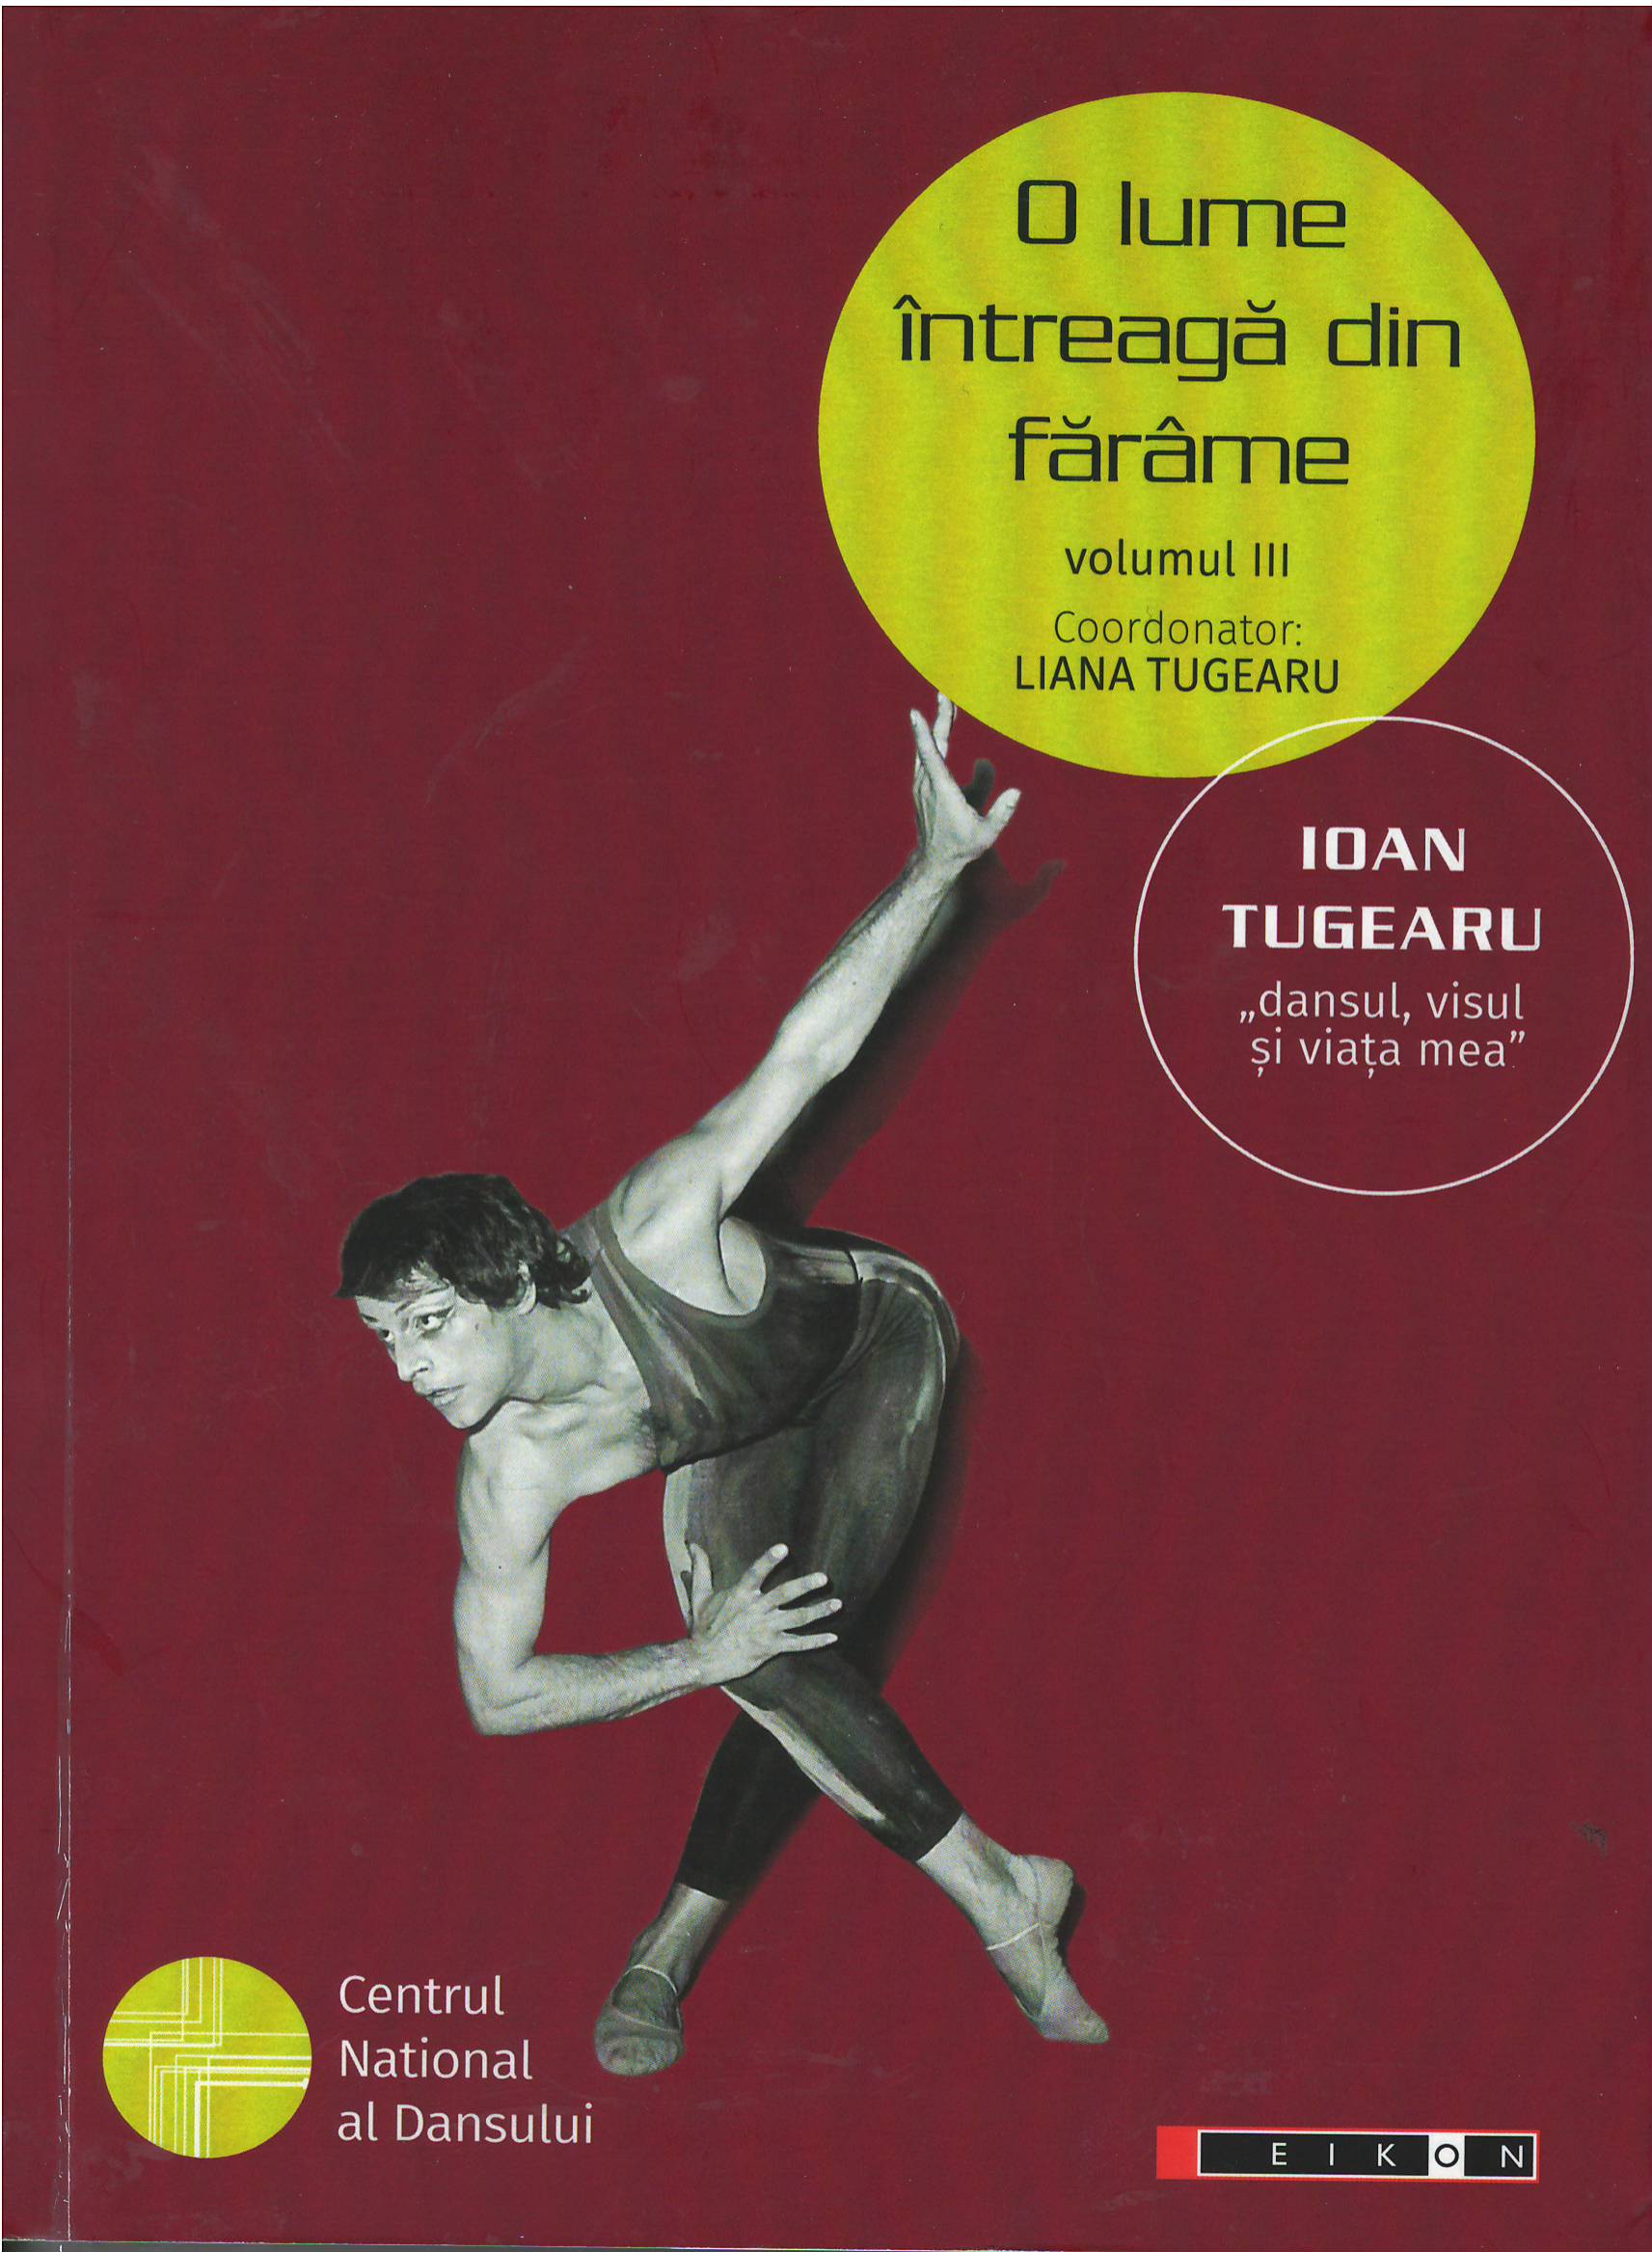 O lume
întreagă din
fărâme
volumul III
Coordonator:
LIANA TUGEARU
IOAN
TUGEARU
„dansul, visul
și viața mea”
Centrul
National
al Dansului
EIKON